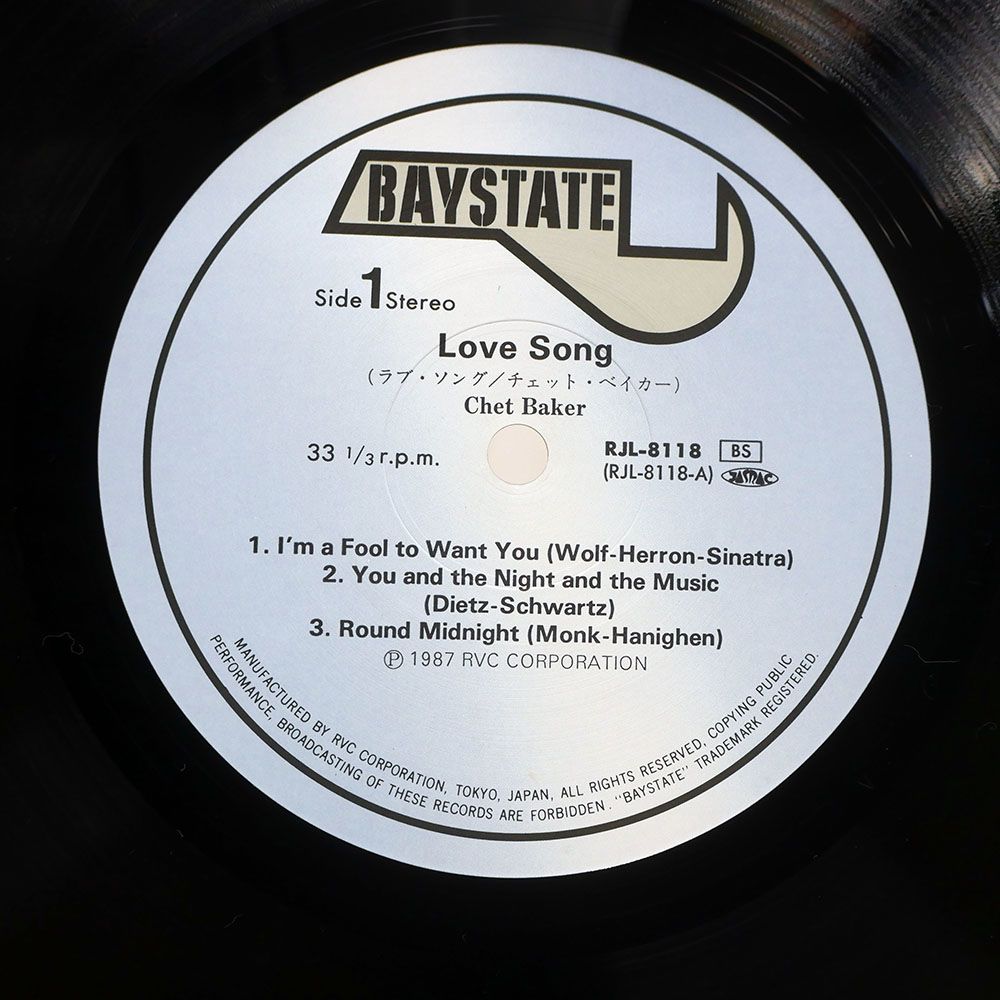 BAYSTATE
Side 1 Stereo
Love Song
(ラブ・ソング/チェット・ベイカー)
Chet Baker
33 1/3 r.p.m.
RJL-8118 BS
(RJL-8118-A) JASRAC
1. I'm a Fool to Want You (Wolf-Herron-Sinatra)
2. You and the Night and the Music
(Dietz-Schwartz)
3. Round Midnight (Monk-Hanighen)
Ⓟ 1987 RVC CORPORATION
MANUFACTURED BY RVC CORPORATION, TOKYO, JAPAN, ALL RIGHTS RESERVED, COPYING PUBLIC
PERFORMANCE, BROADCASTING OF THESE RECORDS ARE FORBIDDEN. "BAYSTATE" TRADEMARK REGISTERED.